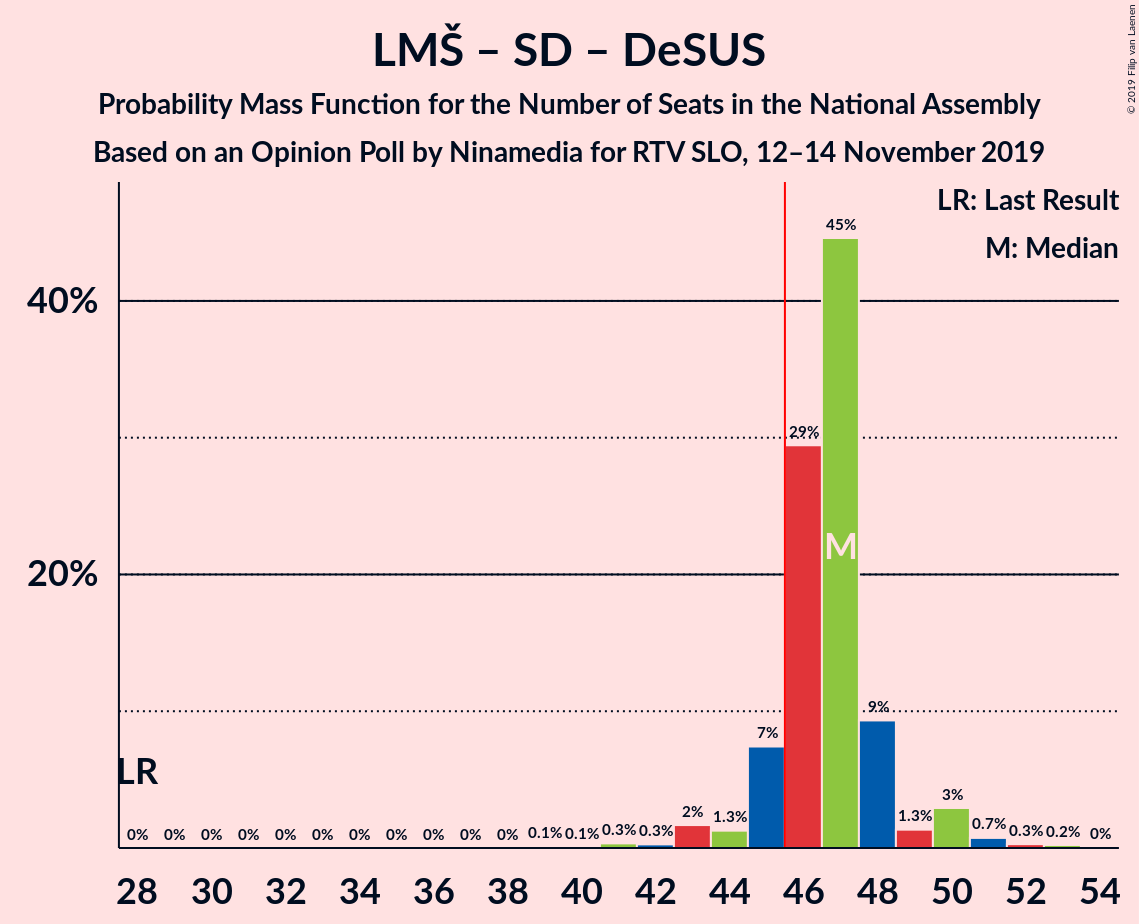 LMŠ – SD – DeSUS
Probability Mass Function for the Number of Seats in the National Assembly
Based on an Opinion Poll by Ninamedia for RTV SLO, 12–14 November 2019
© 2019 Filip van Laenen
LR: Last Result
M: Median
45%
40%
29%
M
20%
9%
7%
LR
3%
2%
0% 0% 0% 0% 0% 0% 0% 0% 0% 0% 0% 0.1% 0.1% 0.3% 0.3% 1.3% 1.3% 0.7% 0.3% 0.2% 0%
28 30 32 34 36 38 40 42 44 46 48 50 52 54